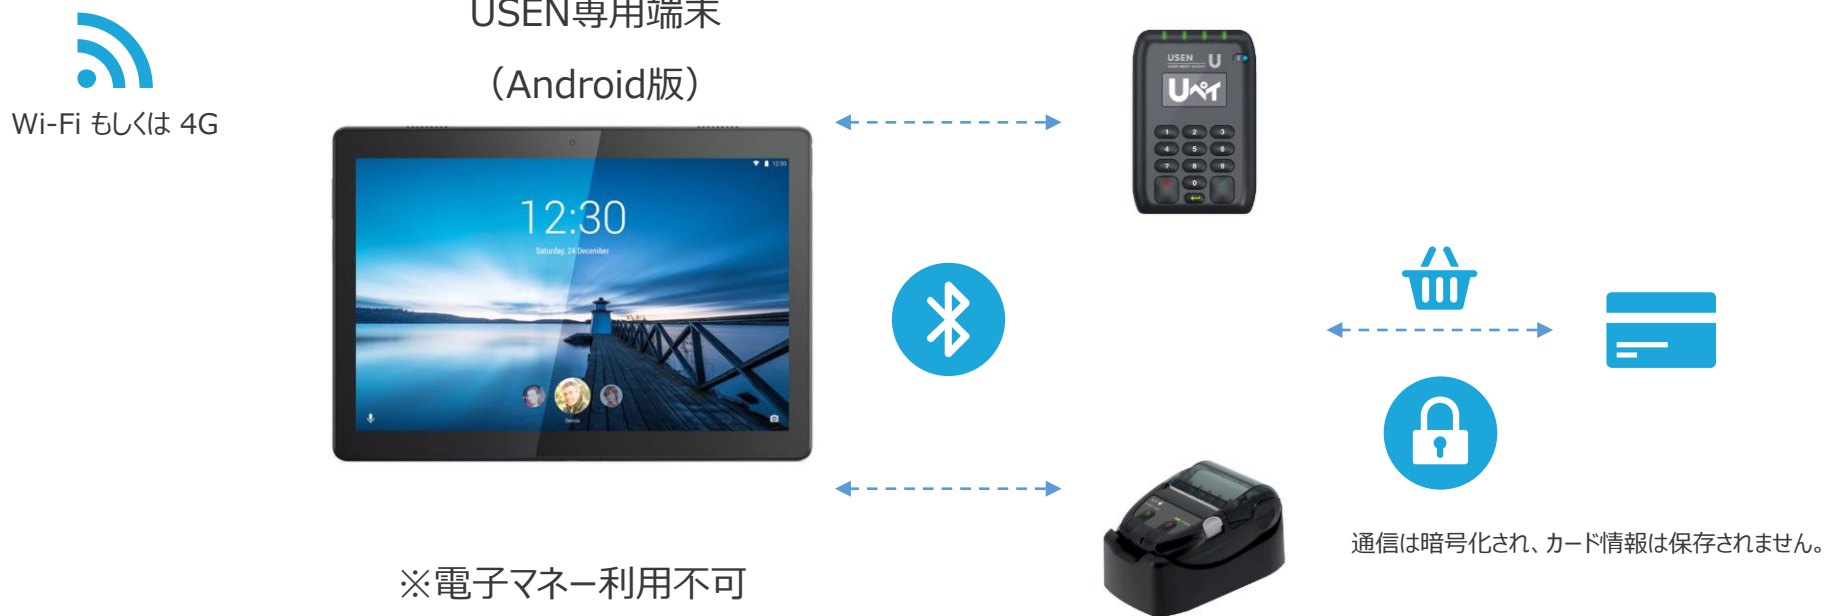 USEN専用端末
（Android版）
Wi-Fi もしくは 4G
12:30
12:30
Saturday, 24 December
Dennis
USEN
U
Uペイ
1 2 3
4 5 6
7 8 9
0
通信は暗号化され、カード情報は保存されません。
※電子マネー利用不可